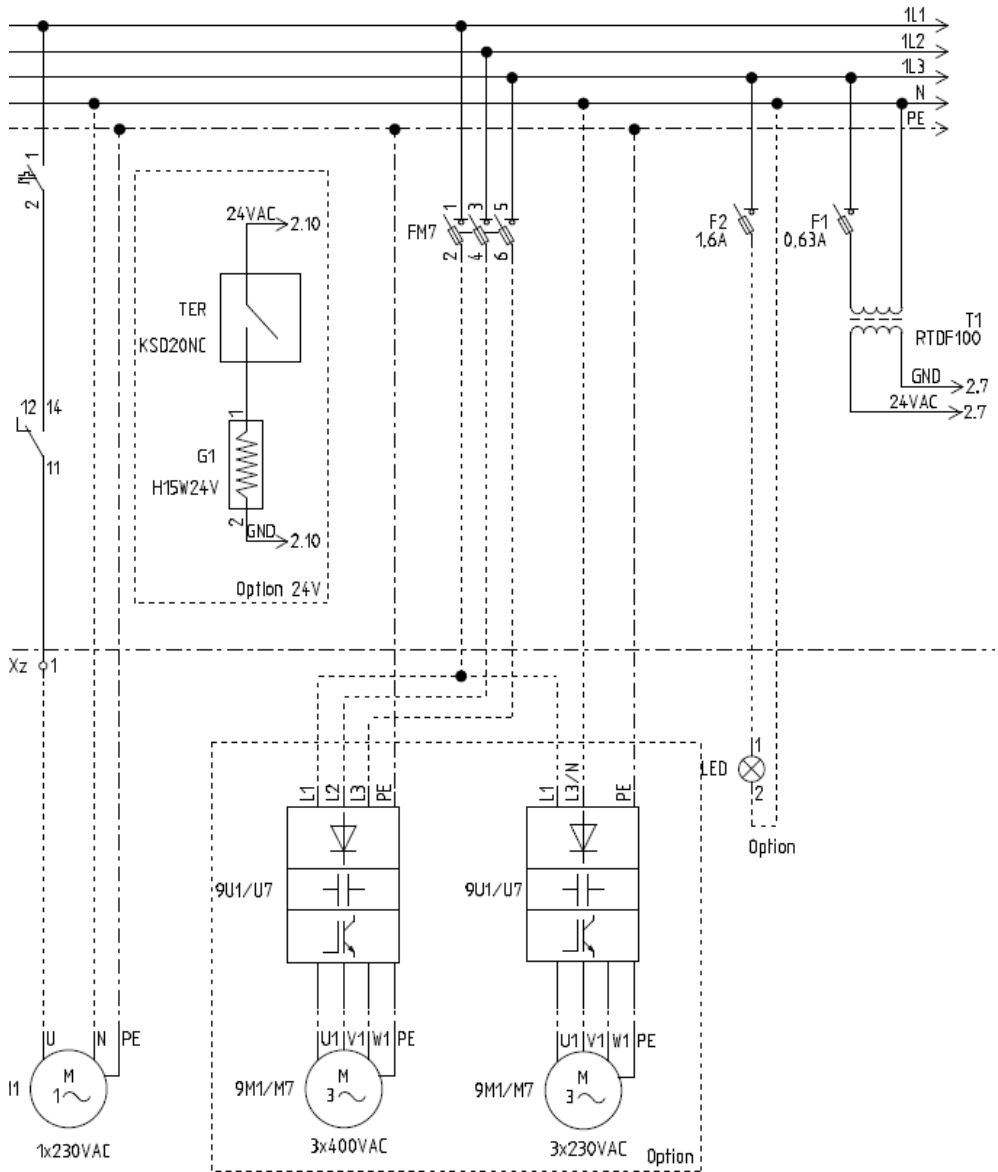 1L1
1L2
1L3
N
PE
1
2
24VAC
2.10
TER
KSD20NC
1
G1
H15W24V
2
GND
2.10
Option 24V
FM7
1 3 5
2 4 6
F2
1,6A
F1
0,63A
T1
RTDF100
GND
2.7
24VAC
2.7
12 14
11
Xz 1
L1 L2 L3 PE
L1 L3/N PE
LED
1
2
Option
9U1/U7
9U1/U7
U N PE
U1 V1 W1 PE
U1 V1 W1 PE
M
1
M
3
M
3
9M1/M7
9M1/M7
1x230VAC
3x400VAC
3x230VAC
Option